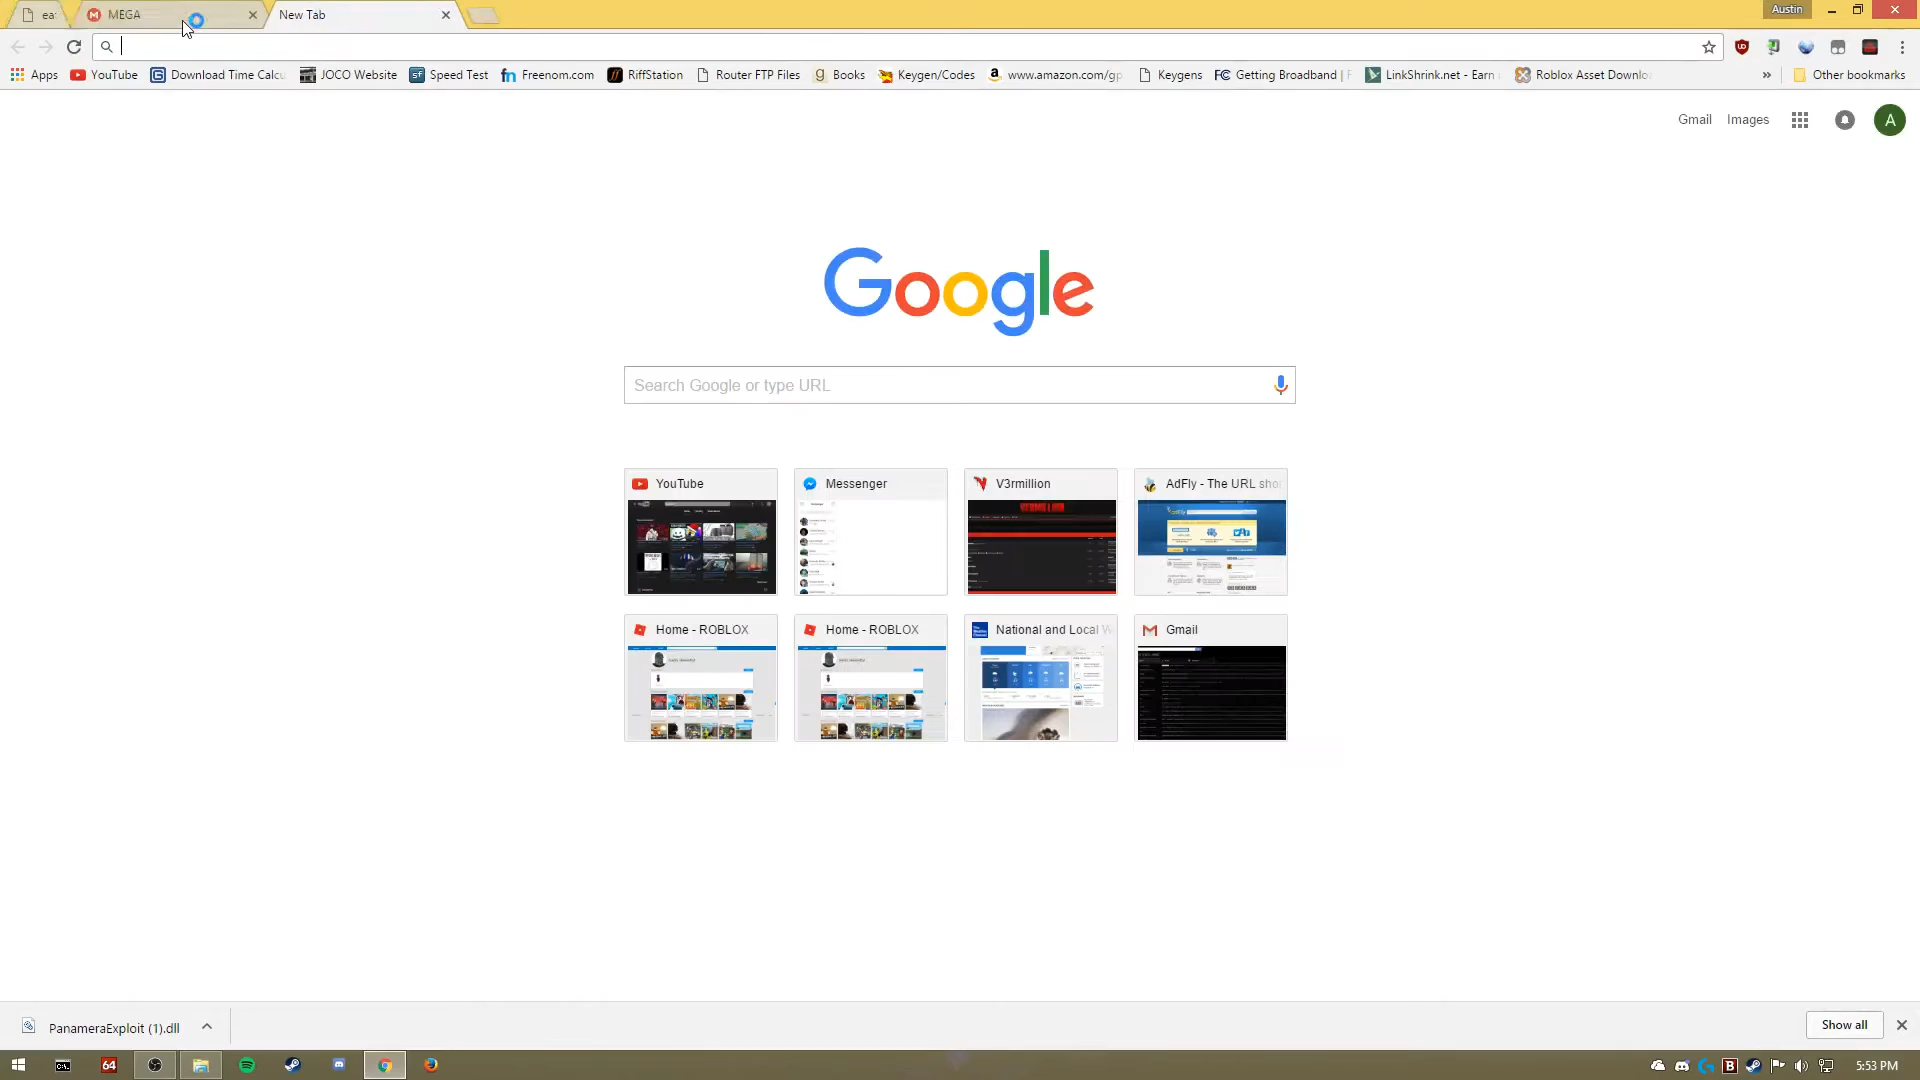 ea
MEGA
New Tab
Austin
Apps
YouTube
Download Time Calcu
JOCO Website
Speed Test
Freenom.com
RiffStation
Router FTP Files
Books
Keygen/Codes
www.amazon.com/gp
Keygens
Getting Broadband | F
LinkShrink.net - Earn
Roblox Asset Downlo
Other bookmarks
Gmail
Images
A
Google
Search Google or type URL
YouTube
Messenger
V3rmillion
AdFly - The URL sho
Home - ROBLOX
Home - ROBLOX
National and Local W
Gmail
PanameraExploit (1).dll
Show all
64
5:53 PM